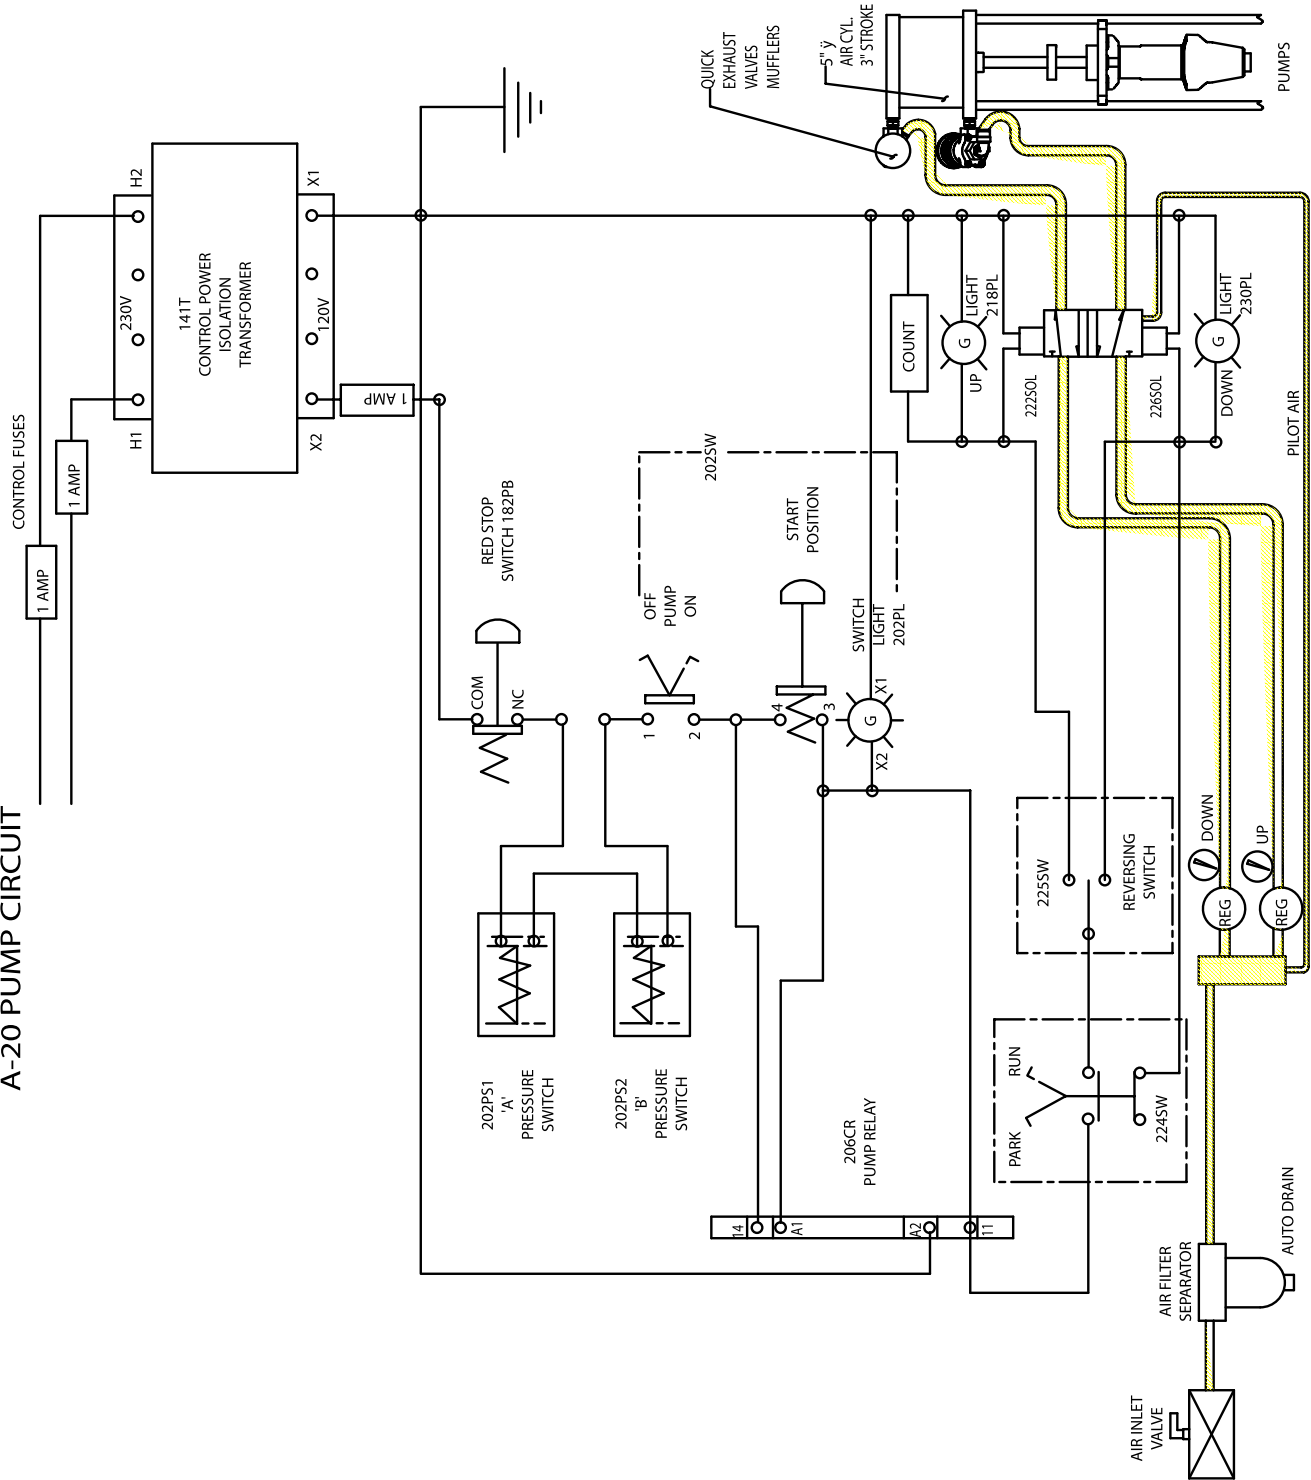 A-20 PUMP CIRCUIT
CONTROL FUSES
1 AMP
1 AMP
H1
H2
230V
141T
CONTROL POWER
ISOLATION
TRANSFORMER
120V
X2
X1
1 AMP
RED STOP
SWITCH 182PB
COM
NC
202PS1
'A'
PRESSURE
SWITCH
202PS2
'B'
PRESSURE
SWITCH
OFF
PUMP
ON
1
2
202SW
START
POSITION
4
3
SWITCH
LIGHT
202PL
G
X1
X2
206CR
PUMP RELAY
14
A1
A2
11
QUICK
EXHAUST
VALVES
MUFFLERS
5" ÿ
AIR CYL.
3" STROKE
PUMPS
COUNT
LIGHT
218PL
G
UP
222SOL
226SOL
LIGHT
230PL
G
DOWN
PILOT AIR
225SW
REVERSING
SWITCH
PARK
RUN
224SW
DOWN
UP
REG
REG
AIR FILTER
SEPARATOR
AUTO DRAIN
AIR INLET
VALVE